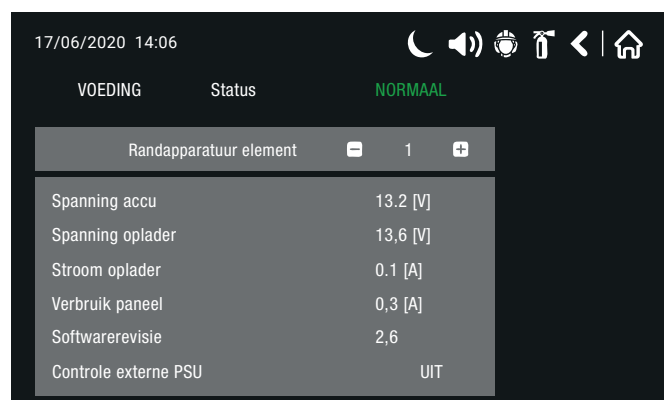 17/06/2020 14:06
VOEDING Status NORMAAL
Randapparatuur element 1
Spanning accu 13.2 [V]
Spanning oplader 13,6 [V]
Stroom oplader 0.1 [A]
Verbruik paneel 0,3 [A]
Softwarerevisie 2,6
Controle externe PSU UIT